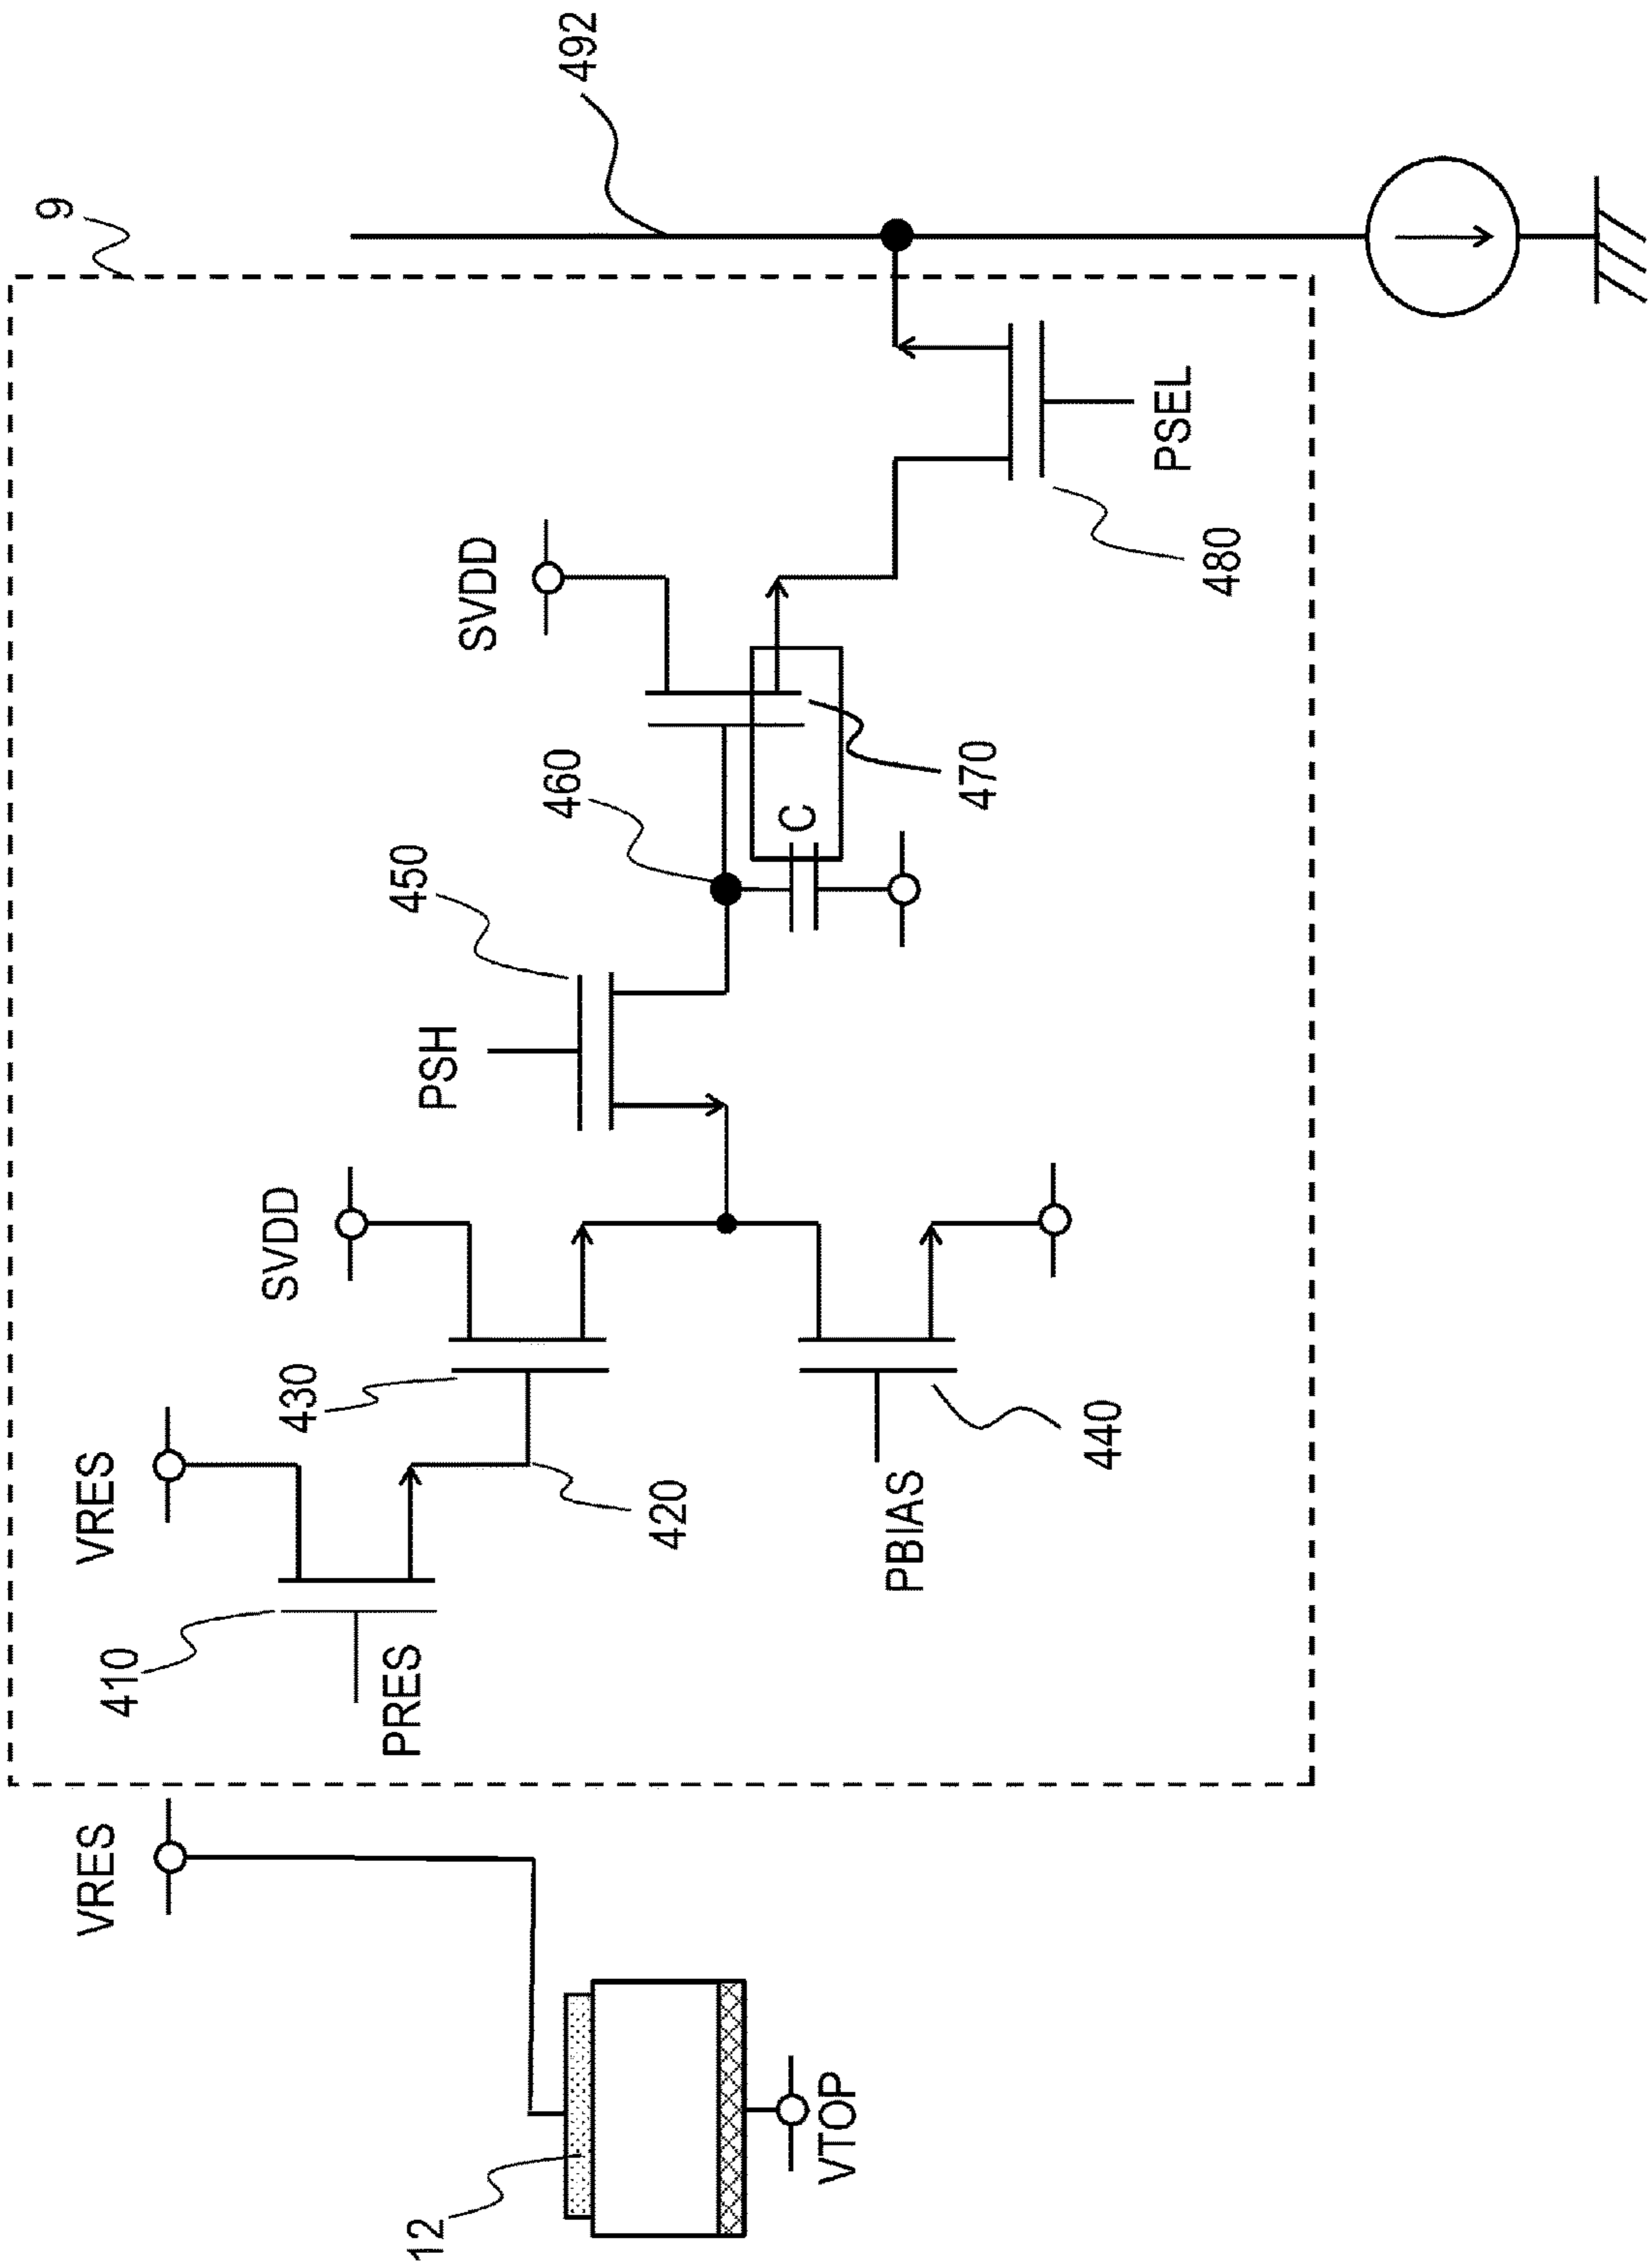 9
492
VRES
VRES
SVDD
SVDD
410
430
PSH
450
460
PRES
420
C
12
PBIAS
440
470
480
PSEL
VTOP